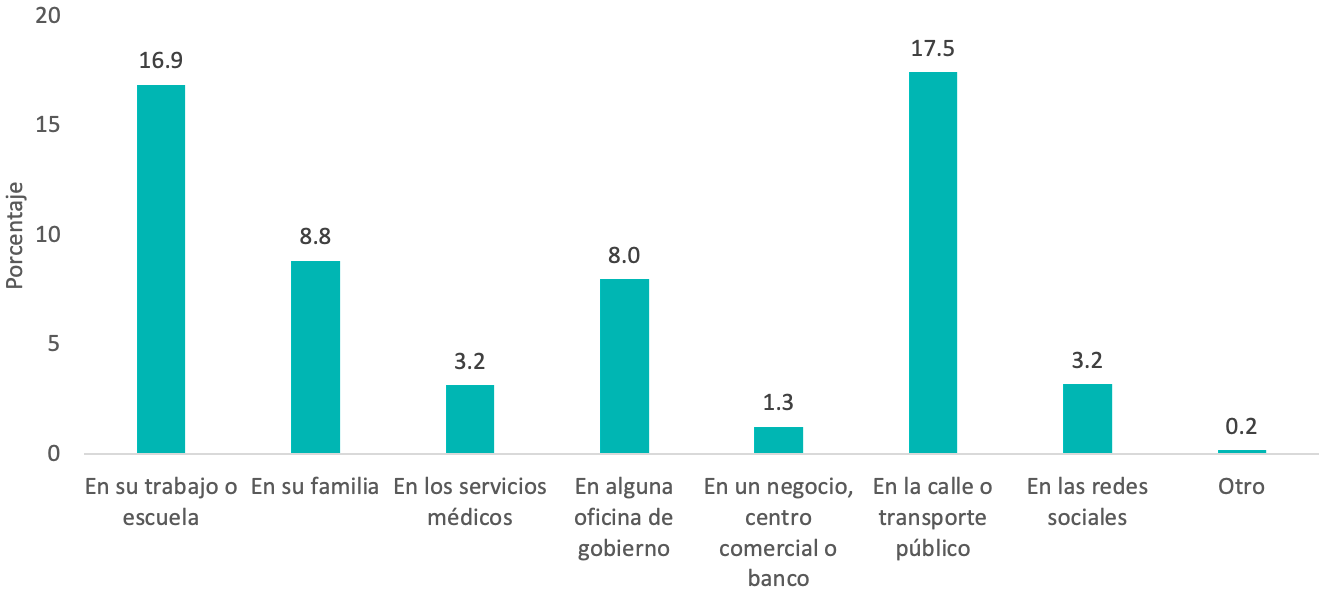 20
15
10
5
0
Porcentaje
16.9
8.8
3.2
8.0
1.3
17.5
3.2
0.2
En su trabajo o
escuela
En su familia
En los servicios
médicos
En alguna
oficina de
gobierno
En un negocio,
centro
comercial o
banco
En la calle o
transporte
público
En las redes
sociales
Otro